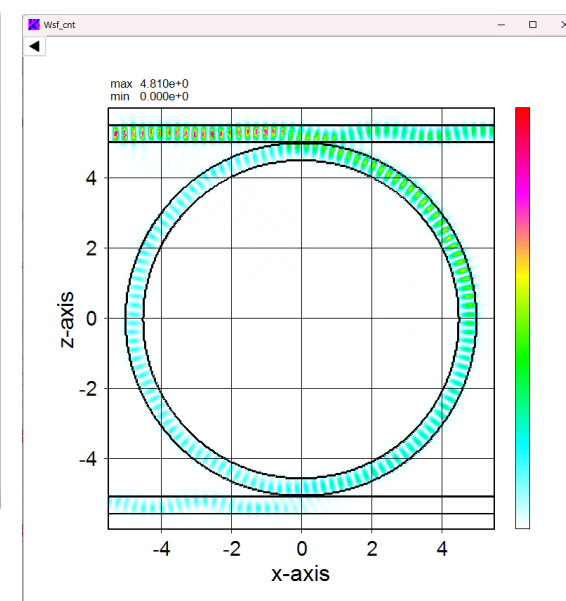 Wsf_cnt
max 4.810e+0
min 0.000e+0
4
2
0
-2
-4
z-axis
-4 -2 0 2 4
x-axis